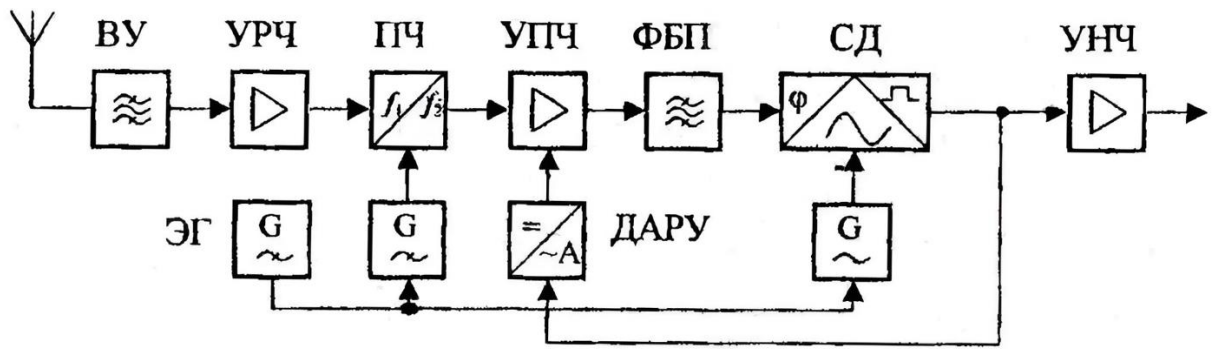 ВУ УРЧ ПЧ УПЧ ФБП СД УНЧ
f₁ f₂ φ
ЭГ G G = ~A ДАРУ G